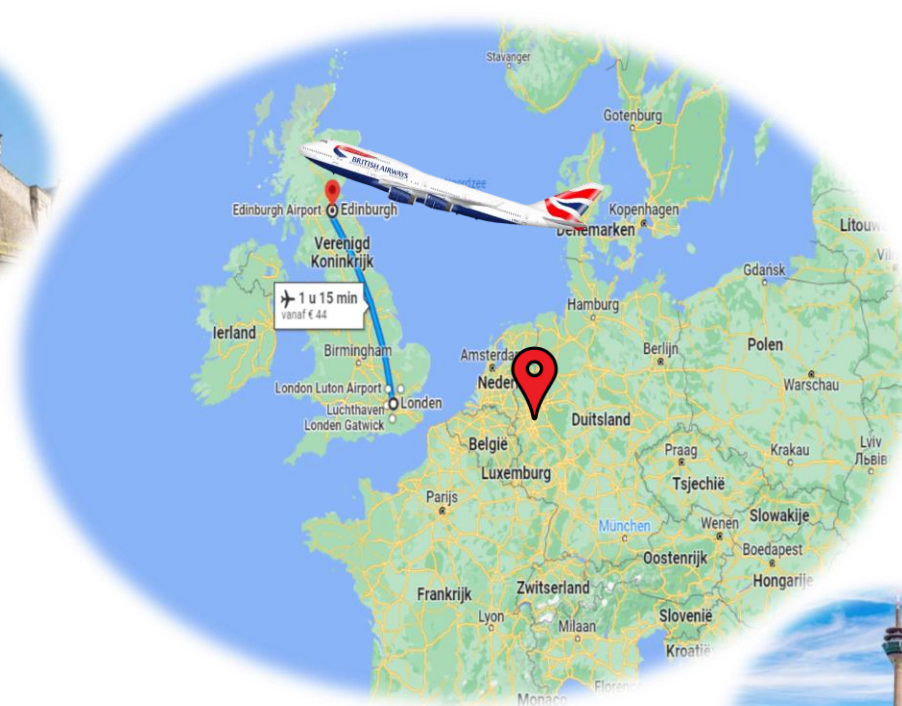 Stavanger
Gotenburg
BRITISH AIRWAYS
Edinburgh Airport
Edinburgh
Kopenhagen
Denemarken
Verenigd
Koninkrijk
Gdańsk
1 u 15 min
vanaf € 44
Hamburg
Ierland
Birmingham
Berlijn
Polen
Warschau
London Luton Airport
Londen
Luchthaven
Londen Gatwick
Duitsland
België
Praag
Krakau
Lviv
Львів
Luxemburg
Tsjechië
Parijs
München
Wenen
Slowakije
Oostenrijk
Boedapest
Hongarije
Frankrijk
Zwitserland
Lyon
Milaan
Slovenië
Kroatië
Monaco